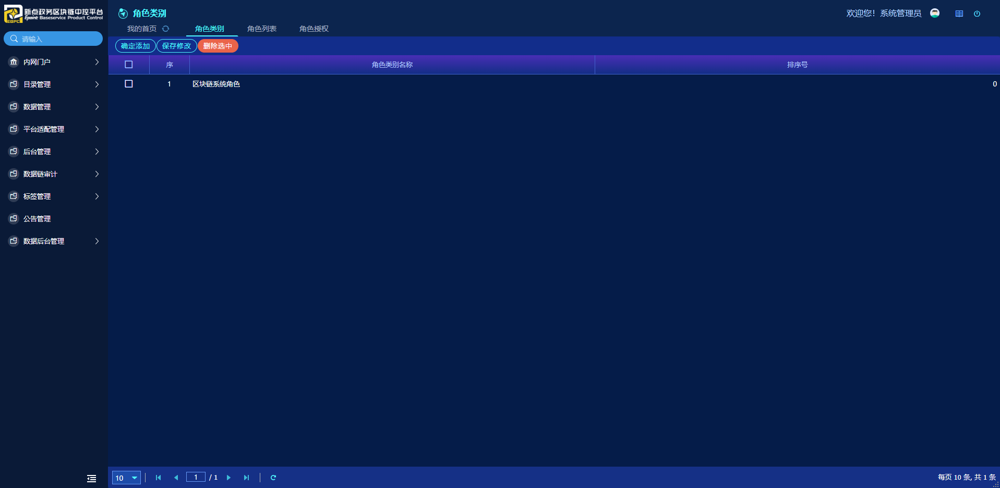 新点政务区块链中控平台
Epoint Baseservice Product Control
EBPC
请输入
内网门户
目录管理
数据管理
平台适配管理
后台管理
数据链审计
标签管理
公告管理
数据后台管理
角色类别
欢迎您！系统管理员
我的首页
角色类别
角色列表
角色授权
确定添加
保存修改
删除选中
序
角色类别名称
排序号
1
区块链系统角色
0
10
1
/ 1
每页 10 条, 共 1 条